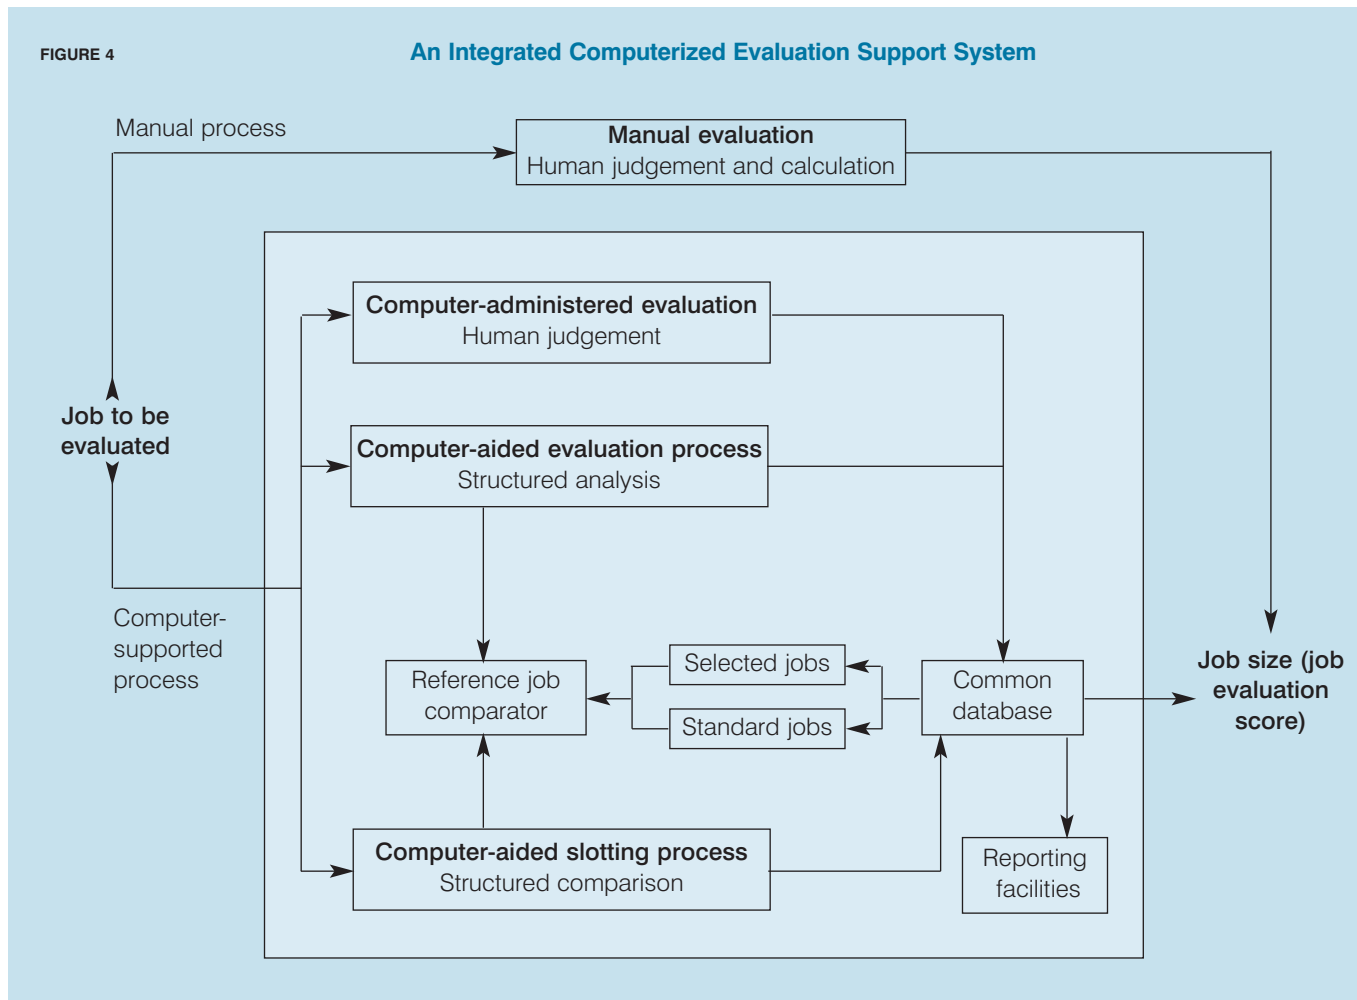 FIGURE 4
An Integrated Computerized Evaluation Support System
Manual process
Manual evaluation
Human judgement and calculation
Computer-administered evaluation
Human judgement
Job to be
evaluated
Computer-aided evaluation process
Structured analysis
Computer-
supported
process
Reference job
comparator
Selected jobs
Standard jobs
Common
database
Job size (job
evaluation
score)
Computer-aided slotting process
Structured comparison
Reporting
facilities